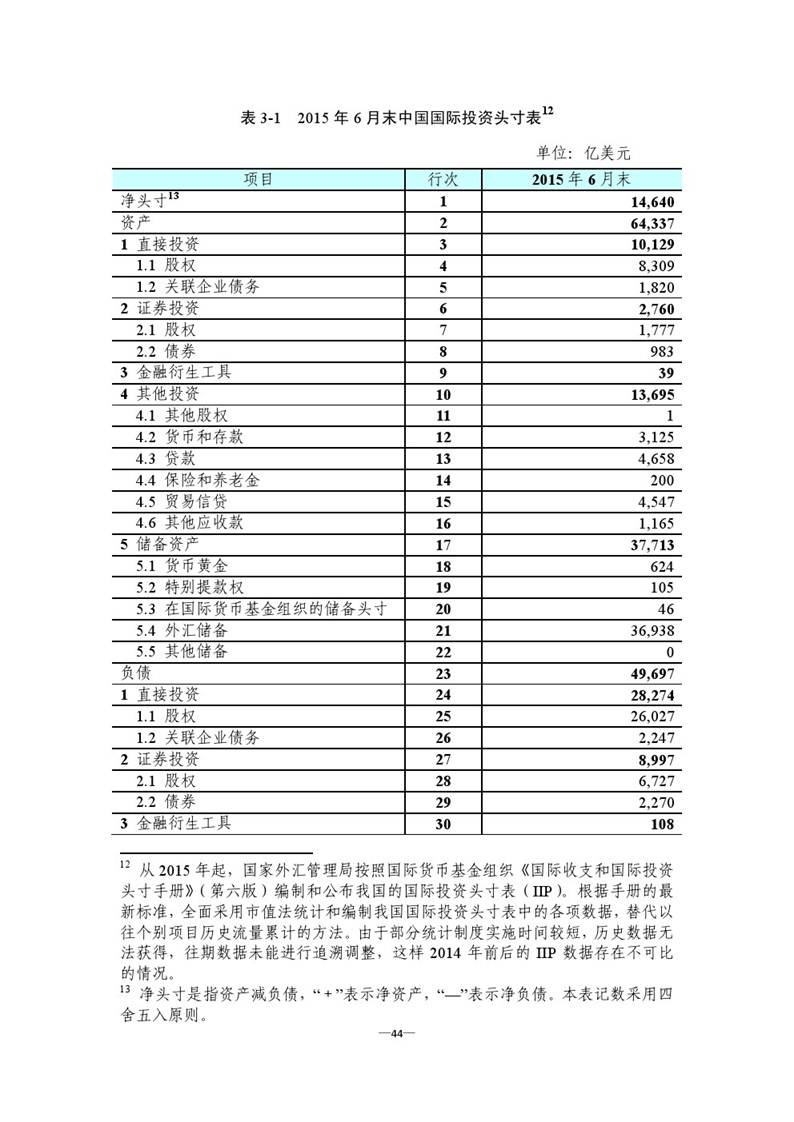 表 3-1 2015 年 6 月末中国国际投资头寸表12
单位：亿美元
项目 行次 2015 年 6 月末
净头寸13 1 14,640
资产 2 64,337
1 直接投资 3 10,129
1.1 股权 4 8,309
1.2 关联企业债务 5 1,820
2 证券投资 6 2,760
2.1 股权 7 1,777
2.2 债券 8 983
3 金融衍生工具 9 39
4 其他投资 10 13,695
4.1 其他股权 11 1
4.2 货币和存款 12 3,125
4.3 贷款 13 4,658
4.4 保险和养老金 14 200
4.5 贸易信贷 15 4,547
4.6 其他应收款 16 1,165
5 储备资产 17 37,713
5.1 货币黄金 18 624
5.2 特别提款权 19 105
5.3 在国际货币基金组织的储备头寸 20 46
5.4 外汇储备 21 36,938
5.5 其他储备 22 0
负债 23 49,697
1 直接投资 24 28,274
1.1 股权 25 26,027
1.2 关联企业债务 26 2,247
2 证券投资 27 8,997
2.1 股权 28 6,727
2.2 债券 29 2,270
3 金融衍生工具 30 108
12 从 2015 年起，国家外汇管理局按照国际货币基金组织《国际收支和国际投资
头寸手册》（第六版）编制和公布我国的国际投资头寸表（IIP）。根据手册的最
新标准，全面采用市值法统计和编制我国国际投资头寸表中的各项数据，替代以
往个别项目历史流量累计的方法。由于部分统计制度实施时间较短，历史数据无
法获得，往期数据未能进行追溯调整，这样 2014 年前后的 IIP 数据存在不可比
的情况。
13 净头寸是指资产减负债，“+”表示净资产，“—”表示净负债。本表记数采用四
舍五入原则。
—44—